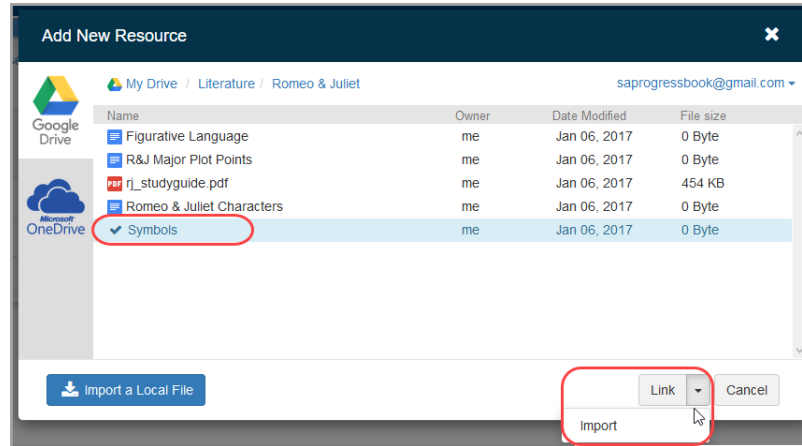 Add New Resource
My Drive / Literature / Romeo & Juliet saprogressbook@gmail.com
Google
Drive
Name Owner Date Modified File size
Figurative Language me Jan 06, 2017 0 Byte
R&J Major Plot Points me Jan 06, 2017 0 Byte
PDF rj_studyguide.pdf me Jan 06, 2017 454 KB
Romeo & Juliet Characters me Jan 06, 2017 0 Byte
Microsoft
OneDrive
Symbols me Jan 06, 2017 0 Byte
Import a Local File Link Cancel
Import